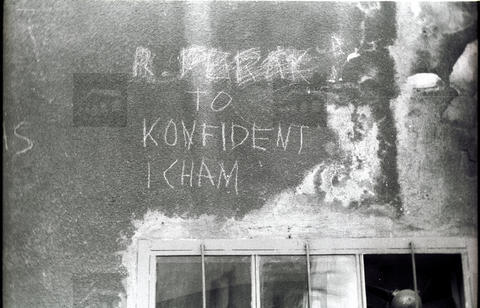 R.
TO
KONFIDENT
I CHAM